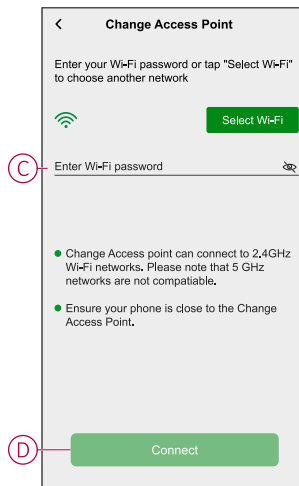 Change Access Point
Enter your Wi-Fi password or tap "Select Wi-Fi"
to choose another network
Select Wi-Fi
C
Enter Wi-Fi password
Change Access point can connect to 2.4GHz
Wi-Fi networks. Please note that 5 GHz
networks are not compatiable.
Ensure your phone is close to the Change
Access Point.
D
Connect